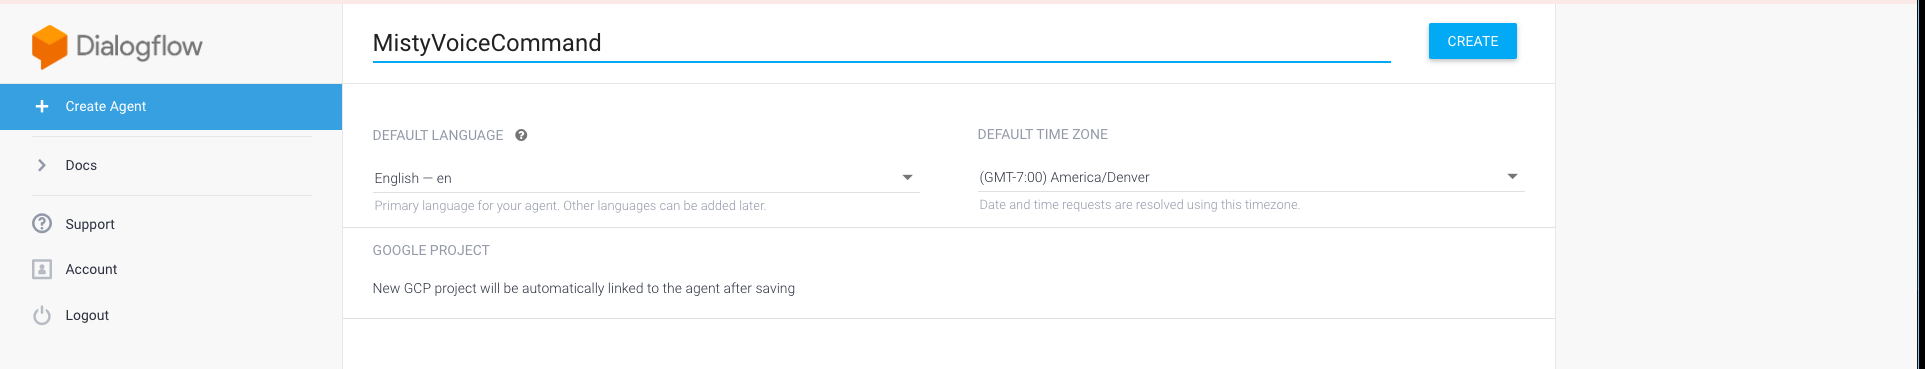 Dialogflow
MistyVoiceCommand
CREATE
Create Agent
Docs
Support
Account
Logout
DEFAULT LANGUAGE
English — en
Primary language for your agent. Other languages can be added later.
DEFAULT TIME ZONE
(GMT-7:00) America/Denver
Date and time requests are resolved using this timezone.
GOOGLE PROJECT
New GCP project will be automatically linked to the agent after saving